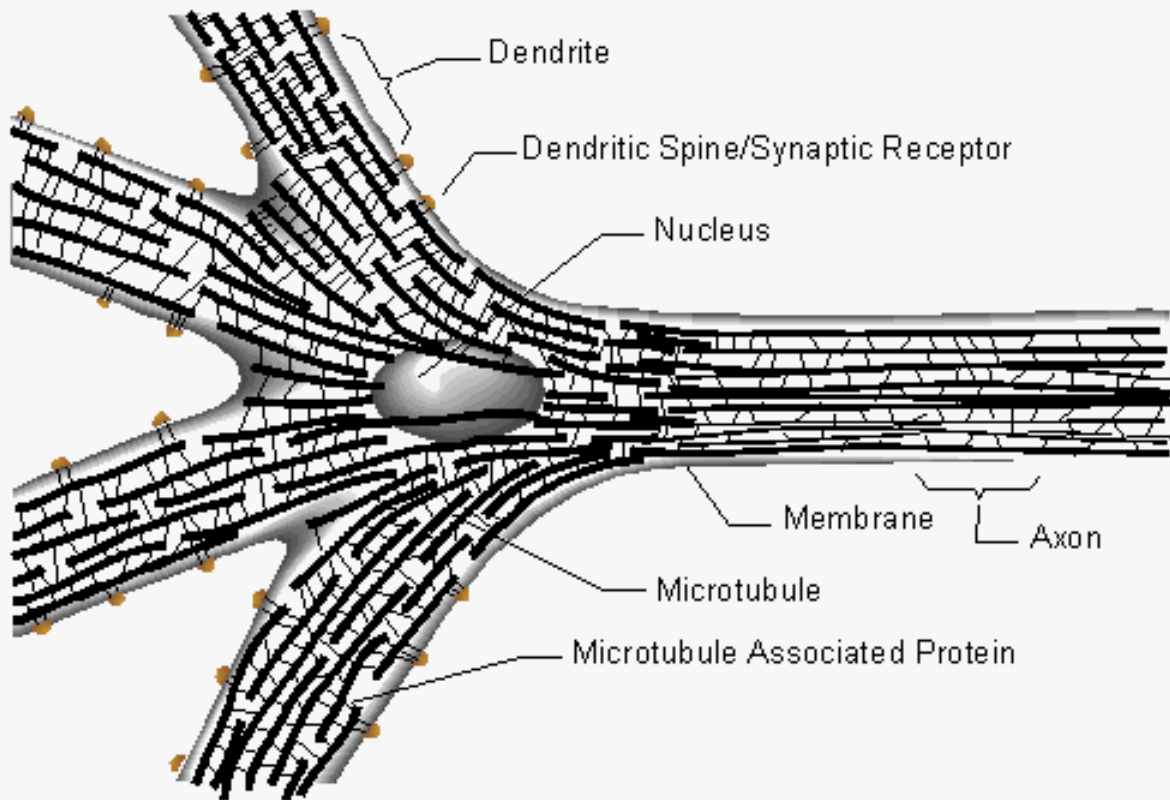 Dendrite
Dendritic Spine/Synaptic Receptor
Nucleus
Membrane
Axon
Microtubule
Microtubule Associated Protein